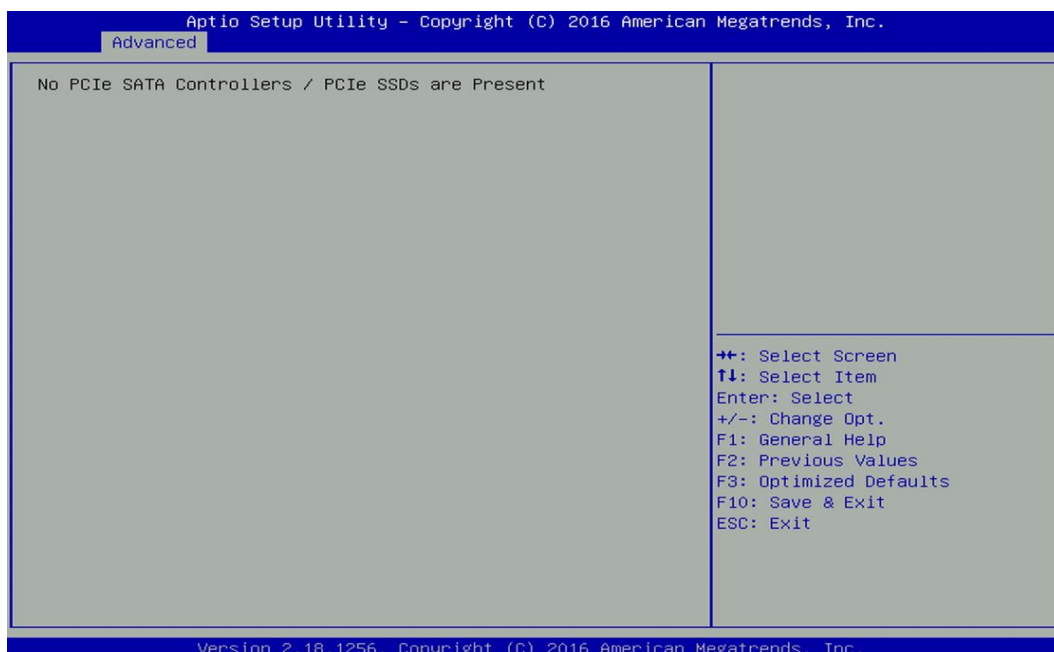 Aptio Setup Utility – Copyright (C) 2016 American Megatrends, Inc.
Advanced
No PCIe SATA Controllers / PCIe SSDs are Present
→←: Select Screen
↑↓: Select Item
Enter: Select
+/-: Change Opt.
F1: General Help
F2: Previous Values
F3: Optimized Defaults
F10: Save & Exit
ESC: Exit
Version 2.18.1256. Copyright (C) 2016 American Megatrends, Inc.